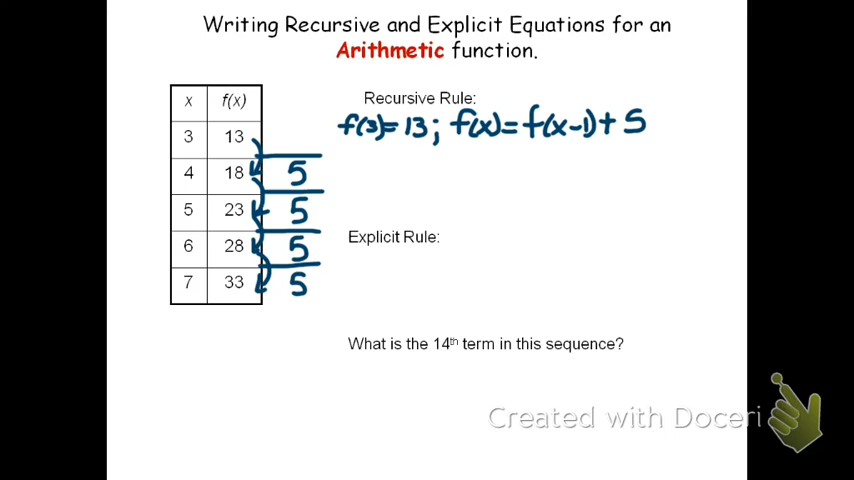 Writing Recursive and Explicit Equations for an
Arithmetic function.
x f(x)
Recursive Rule:
3 13
f(3)=13; f(x)=f(x-1)+5
4 18 5
5 23 5
6 28 5
Explicit Rule:
7 33 5
What is the 14th term in this sequence?
Created with Doceri